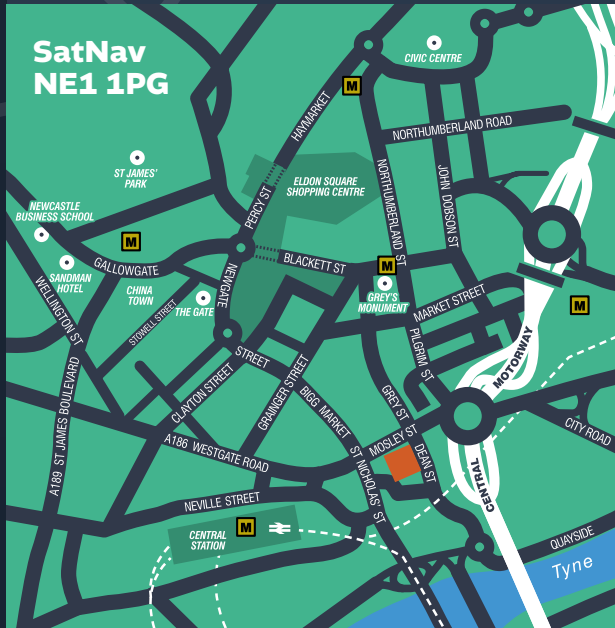 SatNav
NE1 1PG
CIVIC CENTRE
M
HAYMARKET
NORTHUMBERLAND ROAD
ST JAMES'
PARK
ELDON SQUARE
SHOPPING CENTRE
NORTHUMBERLAND ST
JOHN DOBSON ST
PERCY ST
NEWCASTLE
BUSINESS SCHOOL
M
GALLOWGATE
BLACKETT ST
M
SANDMAN
HOTEL
CHINA
TOWN
THE GATE
NEWGATE
STREET
GREY'S
MONUMENT
MARKET STREET
M
WELLINGTON ST
STOWELL STREET
PILGRIM ST
CENTRAL
MOTORWAY
A189 ST JAMES BOULEVARD
CLAYTON STREET
GRAINGER STREET
BIGG MARKET
GREY ST
MOSLEY ST
DEAN ST
CITY ROAD
A186 WESTGATE ROAD
ST NICHOLAS' ST
NEVILLE STREET
CENTRAL
STATION
M
QUAYSIDE
Tyne